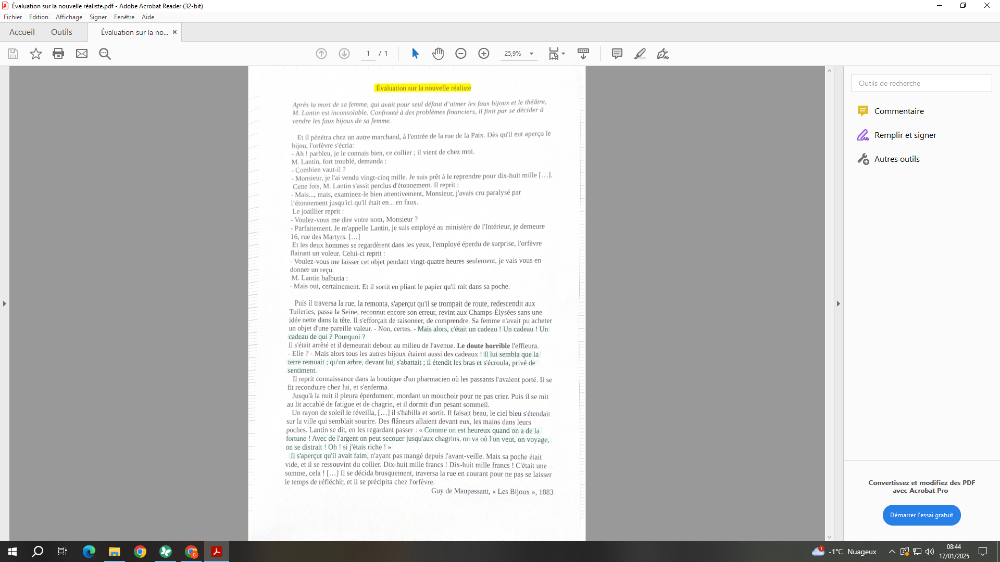 Évaluation sur la nouvelle réaliste.pdf - Adobe Acrobat Reader (32-bit)
Fichier Edition Affichage Signer Fenêtre Aide
Accueil Outils Évaluation sur la no... ×
1 / 1 25,9%
Évaluation sur la nouvelle réaliste
Après la mort de sa femme, qui avait pour seul défaut d'aimer les faux bijoux et le théâtre,
M. Lantin est inconsolable. Confronté à des problèmes financiers, il finit par se décider à
vendre les faux bijoux de sa femme.
Et il pénétra chez un autre marchand, à l'entrée de la rue de la Paix. Dès qu'il eut aperçu le
bijou, l'orfèvre s'écria:
- Ah ! parbleu, je le connais bien, ce collier ; il vient de chez moi.
M. Lantin, fort troublé, demanda :
- Combien vaut-il ?
- Monsieur, je l'ai vendu vingt-cinq mille. Je suis prêt à le reprendre pour dix-huit mille […].
Cette fois, M. Lantin s'assit perclus d'étonnement. Il reprit :
- Mais..., mais, examinez-le bien attentivement, Monsieur, j'avais cru paralysé par
l'étonnement jusqu'ici qu'il était en... en faux.
Le joaillier reprit :
- Voulez-vous me dire votre nom, Monsieur ?
- Parfaitement. Je m'appelle Lantin, je suis employé au ministère de l'Intérieur, je demeure
16, rue des Martyrs. […]
Et les deux hommes se regardèrent dans les yeux, l'employé éperdu de surprise, l'orfèvre
flairant un voleur. Celui-ci reprit :
- Voulez-vous me laisser cet objet pendant vingt-quatre heures seulement, je vais vous en
donner un reçu.
M. Lantin balbutia :
- Mais oui, certainement. Et il sortit en pliant le papier qu'il mit dans sa poche.
Puis il traversa la rue, la remonta, s'aperçut qu'il se trompait de route, redescendit aux
Tuileries, passa la Seine, reconnut encore son erreur, revint aux Champs-Élysées sans une
idée nette dans la tête. Il s'efforçait de raisonner, de comprendre. Sa femme n'avait pu acheter
un objet d'une pareille valeur. - Non, certes. - Mais alors, c'était un cadeau ! Un cadeau ! Un
cadeau de qui ? Pourquoi ?
Il s'était arrêté et il demeurait debout au milieu de l'avenue. Le doute horrible l'effleura.
- Elle ? - Mais alors tous les autres bijoux étaient aussi des cadeaux ! Il lui sembla que la
terre remuait ; qu'un arbre, devant lui, s'abattait ; il étendit les bras et s'écroula, privé de
sentiment.
Il reprit connaissance dans la boutique d'un pharmacien où les passants l'avaient porté. Il se
fit reconduire chez lui, et s'enferma.
Jusqu'à la nuit il pleura éperdument, mordant un mouchoir pour ne pas crier. Puis il se mit
au lit accablé de fatigue et de chagrin, et il dormit d'un pesant sommeil.
Un rayon de soleil le réveilla, […] il s'habilla et sortit. Il faisait beau, le ciel bleu s'étendait
sur la ville qui semblait sourire. Des flâneurs allaient devant eux, les mains dans leurs
poches. Lantin se dit, en les regardant passer : « Comme on est heureux quand on a de la
fortune ! Avec de l'argent on peut secouer jusqu'aux chagrins, on va où l'on veut, on voyage,
on se distrait ! Oh ! si j'étais riche ! »
Il s'aperçut qu'il avait faim, n'ayant pas mangé depuis l'avant-veille. Mais sa poche était
vide, et il se ressouvint du collier. Dix-huit mille francs ! Dix-huit mille francs ! C'était une
somme, cela ! […] Il se décida brusquement, traversa la rue en courant pour ne pas se laisser
le temps de réfléchir, et il se précipita chez l'orfèvre.
Guy de Maupassant, « Les Bijoux », 1883
Outils de recherche
Commentaire
Remplir et signer
Autres outils
Convertissez et modifiez des PDF
avec Acrobat Pro
Démarrer l'essai gratuit
1 -1°C Nuageux
08:44
17/01/2025